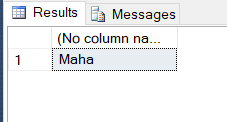 Results Messages
(No column na...
1 Maha